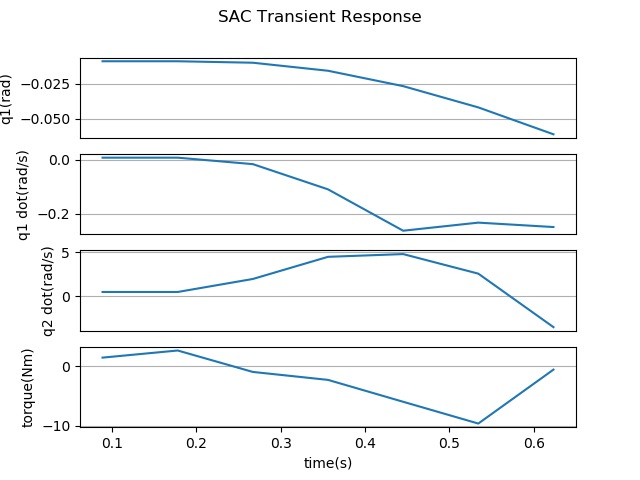 SAC Transient Response
q1(rad)
−0.025
−0.050
q1 dot(rad/s)
0.0
−0.2
q2 dot(rad/s)
5
0
torque(Nm)
0
−10
0.1 0.2 0.3 0.4 0.5 0.6
time(s)